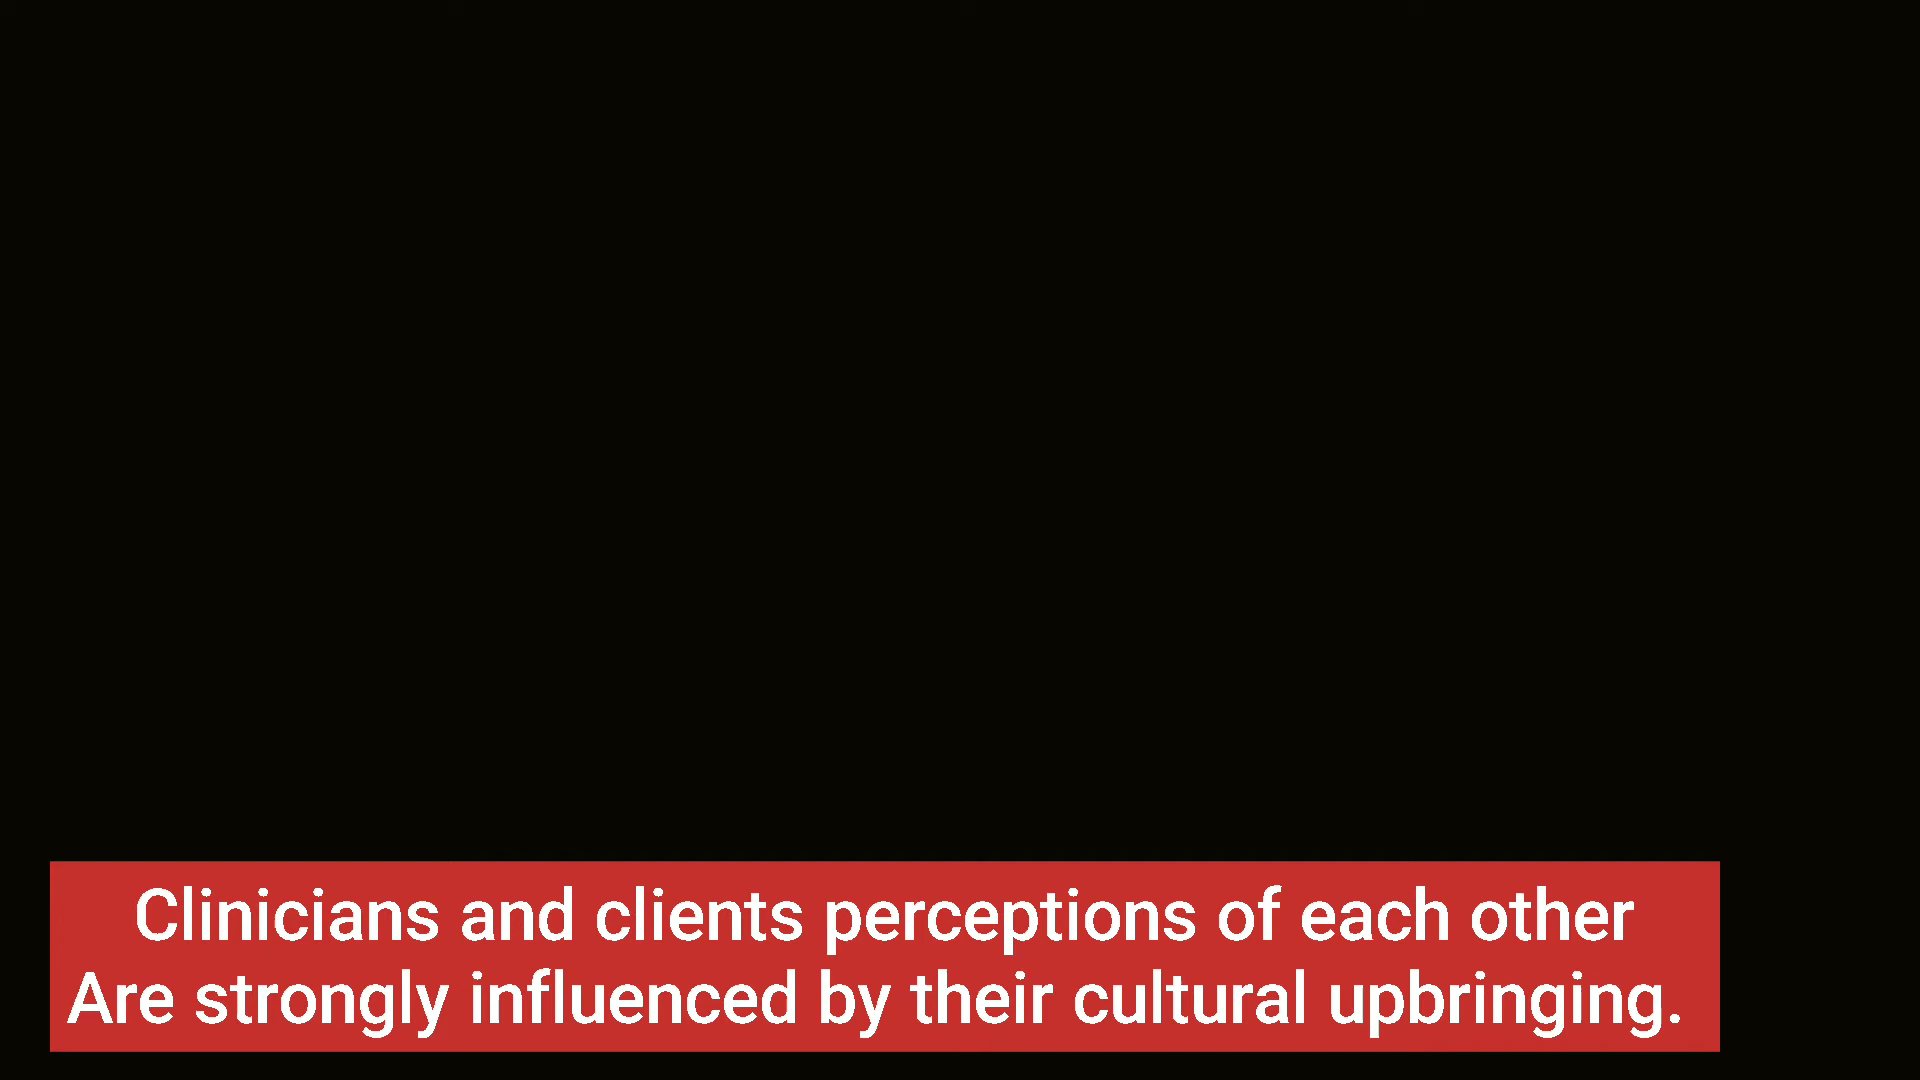 Clinicians and clients perceptions of each other
Are strongly influenced by their cultural upbringing.